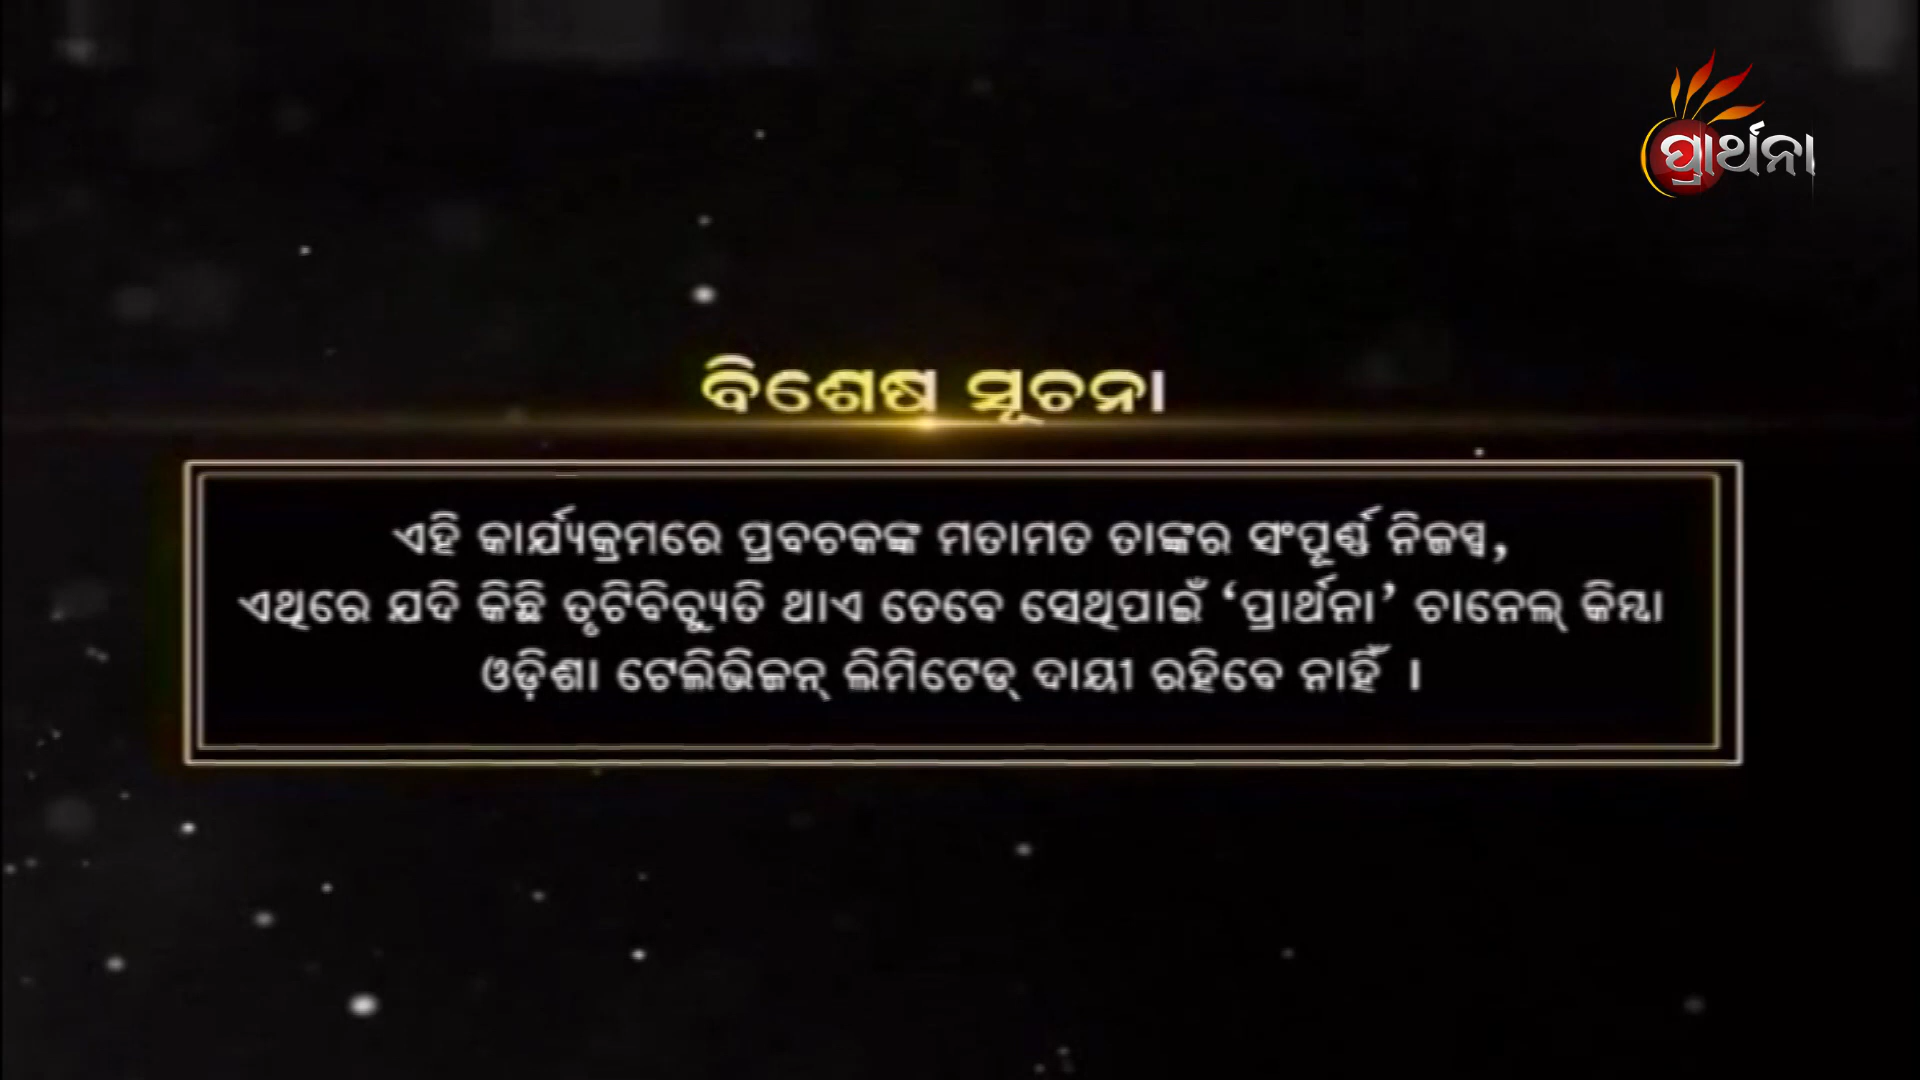 ପ୍ରାର୍ଥନା
ବିଶେଷ ସୂଚନା
ଏହି କାର୍ଯ୍ୟକ୍ରମରେ ପ୍ରବଚକଙ୍କ ମତାମତ ତାଙ୍କର ସଂପୂର୍ଣ୍ଣ ନିଜସ୍ୱ,
ଏଥିରେ ଯଦି କିଛି ତୃଟିବିଚ୍ୟୁତି ଥାଏ ତେବେ ସେଥିପାଇଁ ‘ପ୍ରାର୍ଥନା’ ଚାନେଲ୍ କିମ୍ୱା
ଓଡ଼ିଶା ଟେଲିଭିଜନ୍ ଲିମିଟେଡ୍ ଦାୟୀ ରହିବେ ନାହିଁ ।